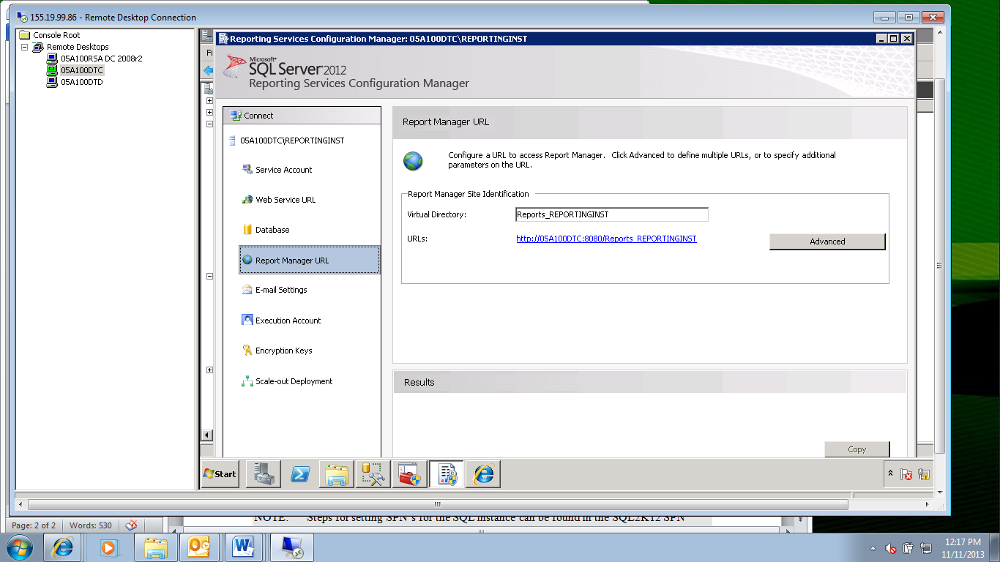 155.19.99.86 - Remote Desktop Connection
Console Root
Remote Desktops
05A100RSA DC 2008r2
05A100DTC
05A100DTD
Reporting Services Configuration Manager: 05A100DTC\REPORTINGINST
Fi
Microsoft®
SQL Server 2012
Reporting Services Configuration Manager
Connect
05A100DTC\REPORTINGINST
Service Account
Web Service URL
Database
Report Manager URL
E-mail Settings
Execution Account
Encryption Keys
Scale-out Deployment
Report Manager URL
Configure a URL to access Report Manager. Click Advanced to define multiple URLs, or to specify additional
parameters on the URL.
Report Manager Site Identification
Virtual Directory:
Reports_REPORTINGINST
URLs:
http://05A100DTC:8080/Reports_REPORTINGINST
Advanced
Results
Copy
Start
NOTE: Steps for setting SPN's for the SQL instance can be found in the SQL2K12 SPN
Page: 2 of 2
Words: 530
12:17 PM
11/11/2013